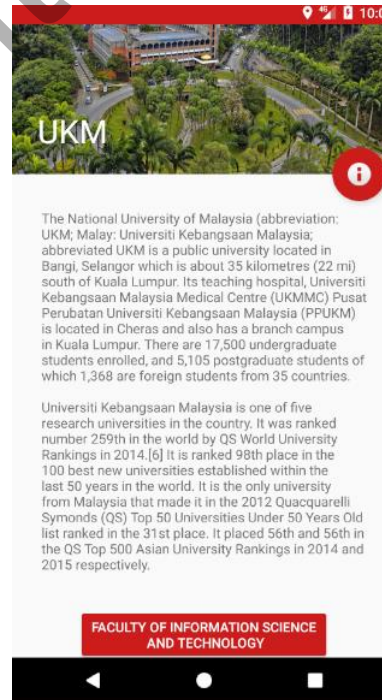 4G 10:0
UKM
The National University of Malaysia (abbreviation:
UKM; Malay: Universiti Kebangsaan Malaysia;
abbreviated UKM is a public university located in
Bangi, Selangor which is about 35 kilometres (22 mi)
south of Kuala Lumpur. Its teaching hospital, Universiti
Kebangsaan Malaysia Medical Centre (UKMMC) Pusat
Perubatan Universiti Kebangsaan Malaysia (PPUKM)
is located in Cheras and also has a branch campus
in Kuala Lumpur. There are 17,500 undergraduate
students enrolled, and 5,105 postgraduate students of
which 1,368 are foreign students from 35 countries.
Universiti Kebangsaan Malaysia is one of five
research universities in the country. It was ranked
number 259th in the world by QS World University
Rankings in 2014.[6] It is ranked 98th place in the
100 best new universities established within the
last 50 years in the world. It is the only university
from Malaysia that made it in the 2012 Quacquarelli
Symonds (QS) Top 50 Universities Under 50 Years Old
list ranked in the 31st place. It placed 56th and 56th in
the QS Top 500 Asian University Rankings in 2014 and
2015 respectively.
FACULTY OF INFORMATION SCIENCE
AND TECHNOLOGY